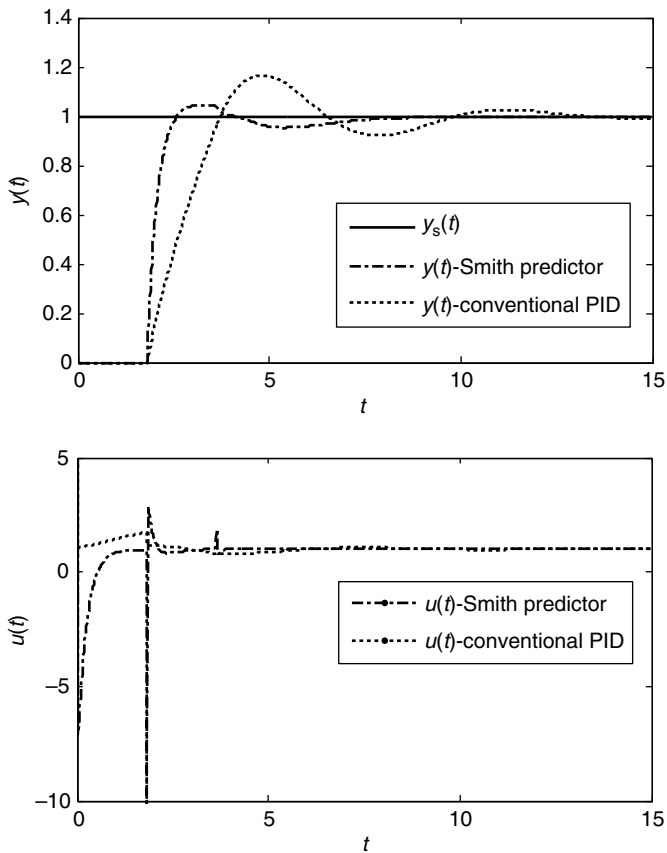 1.4
1.2
1
0.8
0.6
0.4
0.2
0
y(t)
yₛ(t)
y(t)-Smith predictor
y(t)-conventional PID
0 5 10 15
t
5
0
−5
−10
u(t)
u(t)-Smith predictor
u(t)-conventional PID
0 5 10 15
t